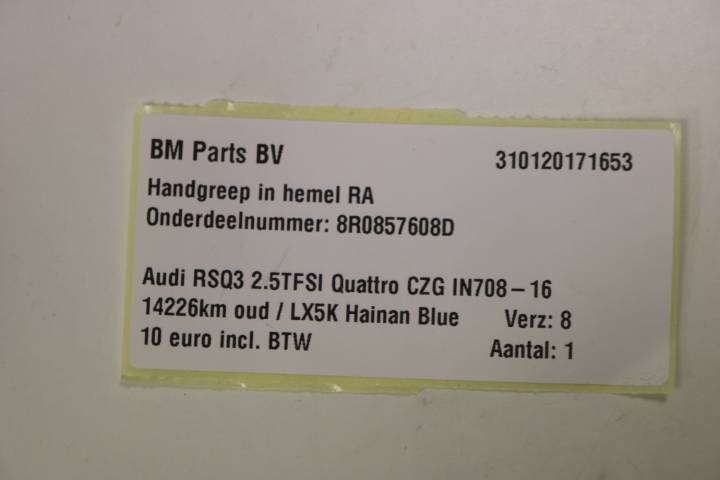 BM Parts BV 310120171653
Handgreep in hemel RA
Onderdeelnummer: 8R0857608D
Audi RSQ3 2.5TFSI Quattro CZG IN708-16
14226km oud / LX5K Hainan Blue Verz: 8
10 euro incl. BTW Aantal: 1